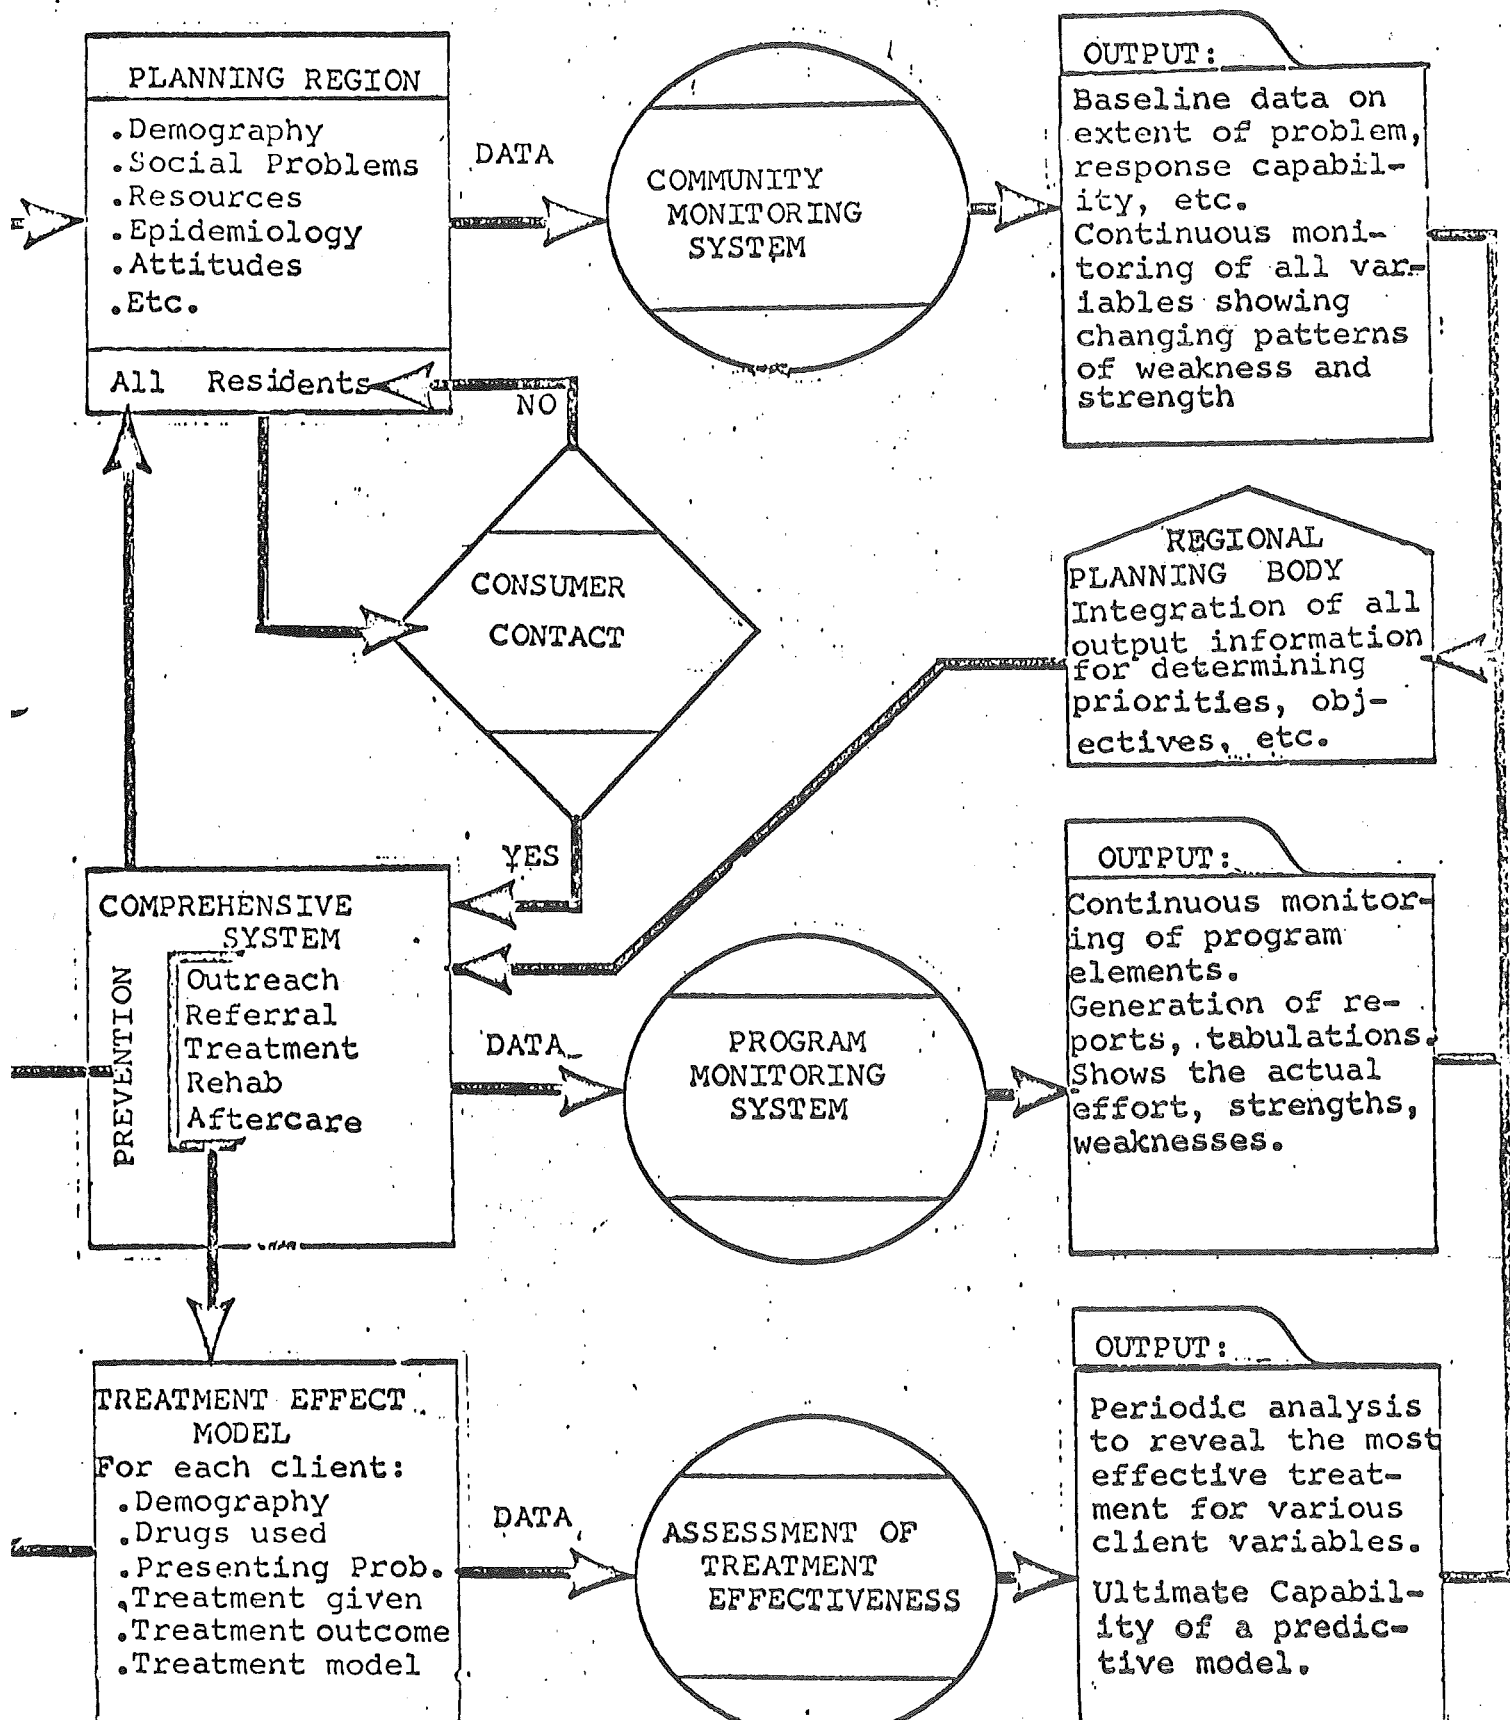 PLANNING REGION
.Demography
.Social Problems
.Resources
.Epidemiology
.Attitudes
.Etc.
All Residents
DATA
COMMUNITY
MONITORING
SYSTEM
OUTPUT:
Baseline data on
extent of problem,
response capabil-
ity, etc.
Continuous moni-
toring of all var-
iables showing
changing patterns
of weakness and
strength
NO
CONSUMER
CONTACT
YES
REGIONAL
PLANNING BODY
Integration of all
output information
for determining
priorities, obj-
ectives, etc.
COMPREHENSIVE
SYSTEM
PREVENTION
Outreach
Referral
Treatment
Rehab
Aftercare
DATA
PROGRAM
MONITORING
SYSTEM
OUTPUT:
Continuous monitor-
ing of program
elements.
Generation of re-
ports, tabulations.
Shows the actual
effort, strengths,
weaknesses.
TREATMENT EFFECT
MODEL
For each client:
.Demography
.Drugs used
.Presenting Prob.
.Treatment given
.Treatment outcome
.Treatment model
DATA
ASSESSMENT OF
TREATMENT
EFFECTIVENESS
OUTPUT:
Periodic analysis
to reveal the most
effective treat-
ment for various
client variables.
Ultimate Capabil-
ity of a predic-
tive model.